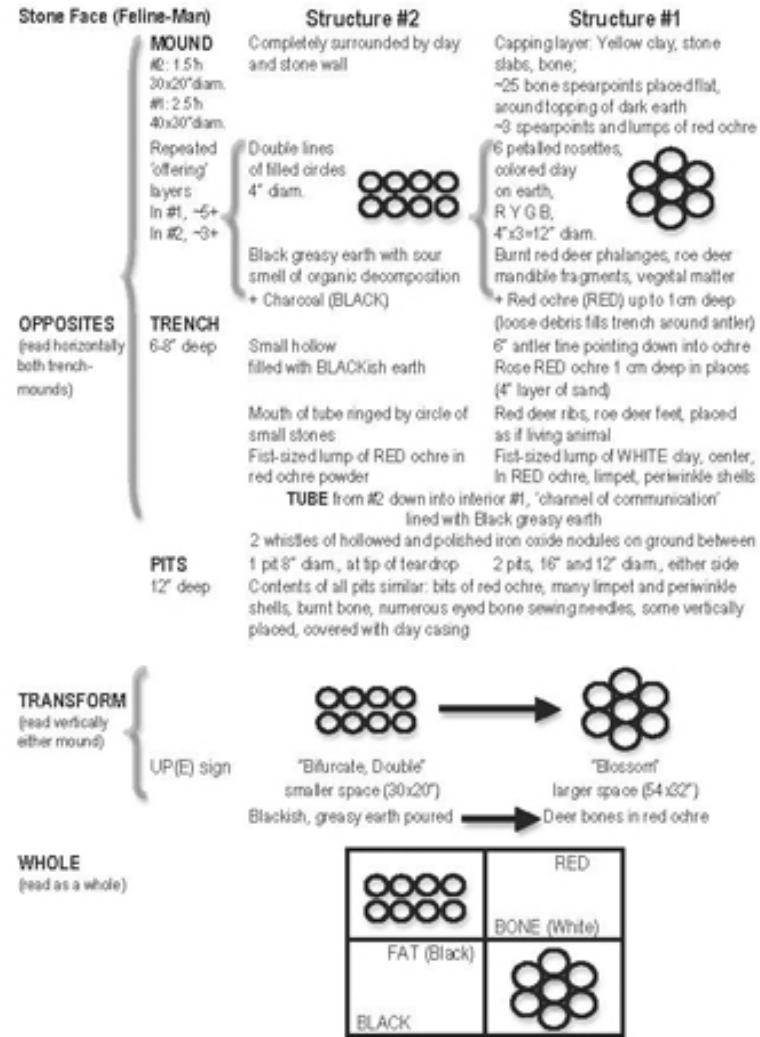 Stone Face (Feline-Man)
Structure #2
Structure #1
MOUND
#2: 1.5'h
30x20"diam.
#1: 2.5'h
40x30"diam.
Completely surrounded by clay
and stone wall
Capping layer: Yellow clay, stone
slabs, bone;
~25 bone spearpoints placed flat,
around topping of dark earth
~3 spearpoints and lumps of red ochre
Repeated
'offering'
layers
In #1, ~5+
In #2, ~3+
Double lines
of filled circles
4" diam.
6 petalled rosettes,
colored clay
on earth,
R Y G B,
4"x3=12" diam.
Black greasy earth with sour
smell of organic decomposition
+ Charcoal (BLACK)
Burnt red deer phalanges, roe deer
mandible fragments, vegetal matter
+ Red ochre (RED) up to 1cm deep
(loose debris fills trench around antler)
OPPOSITES
(read horizontally
both trench-
mounds)
TRENCH
6-8" deep
Small hollow
filled with BLACKish earth
6" antler tine pointing down into ochre
Rose RED ochre 1 cm deep in places
(4" layer of sand)
Mouth of tube ringed by circle of
small stones
Fist-sized lump of RED ochre in
red ochre powder
Red deer ribs, roe deer feet, placed
as if living animal
Fist-sized lump of WHITE clay, center,
In RED ochre, limpet, periwinkle shells
TUBE from #2 down into interior #1, 'channel of communication'
lined with Black greasy earth
2 whistles of hollowed and polished iron oxide nodules on ground between
PITS
12" deep
1 pit 8" diam., at tip of teardrop
2 pits, 16" and 12" diam., either side
Contents of all pits similar: bits of red ochre, many limpet and periwinkle
shells, burnt bone, numerous eyed bone sewing needles, some vertically
placed, covered with clay casing
TRANSFORM
(read vertically
either mound)
UP(E) sign
"Bifurcate, Double"
smaller space (30x20")
"Blossom"
larger space (54x32")
Blackish, greasy earth poured
Deer bones in red ochre
WHOLE
(read as a whole)
RED
BONE (White)
FAT (Black)
BLACK